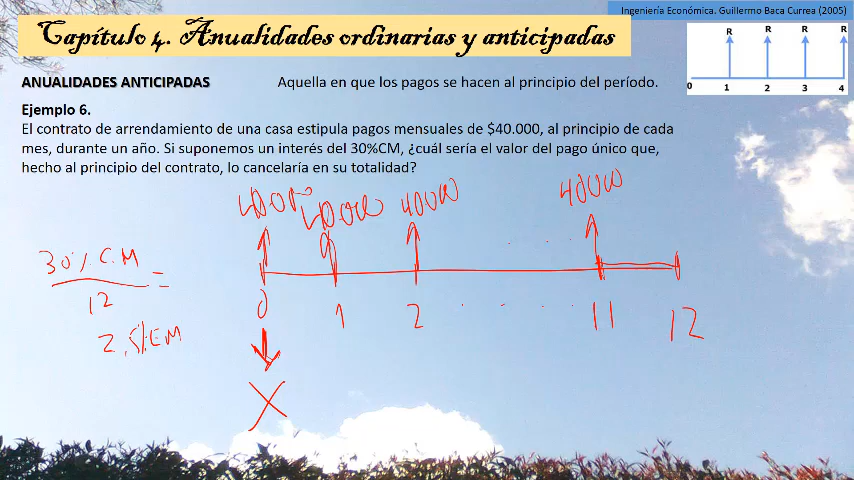 Ingeniería Económica. Guillermo Baca Currea (2005)
Capítulo 4. Anualidades ordinarias y anticipadas
R R R R
0 1 2 3 4
ANUALIDADES ANTICIPADAS Aquella en que los pagos se hacen al principio del período.
Ejemplo 6.
El contrato de arrendamiento de una casa estipula pagos mensuales de $40.000, al principio de cada
mes, durante un año. Si suponemos un interés del 30%CM, ¿cuál sería el valor del pago único que,
hecho al principio del contrato, lo cancelaría en su totalidad?
40000 40000 40000 40000
30% C.M
12
=
2,5% EM
0 1 2 . . . . 11 12
X